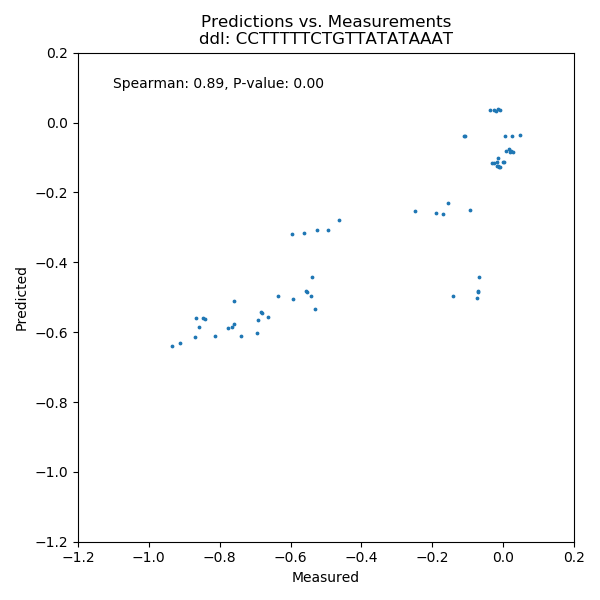 Predictions vs. Measurements
ddl: CCTTTTTCTGTTATATAAAT
Spearman: 0.89, P-value: 0.00
0.2
0.0
−0.2
−0.4
−0.6
−0.8
−1.0
−1.2
Predicted
−1.2 −1.0 −0.8 −0.6 −0.4 −0.2 0.0 0.2
Measured